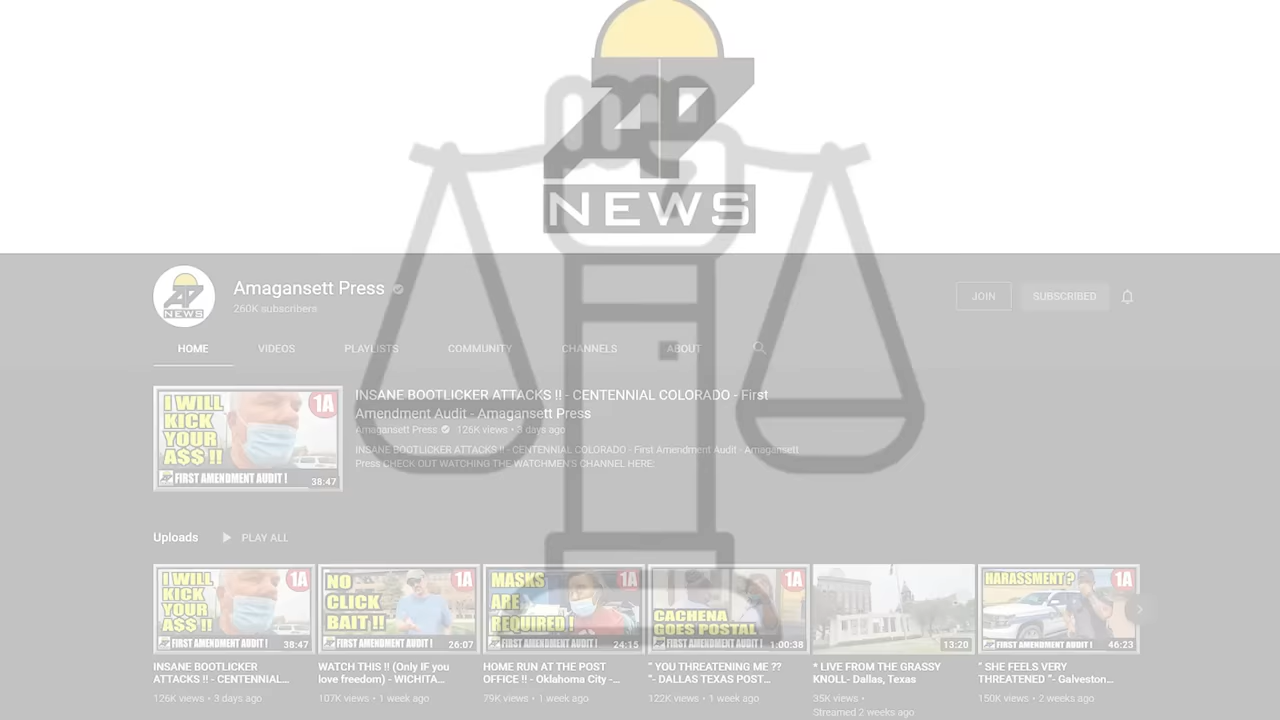 AP
NEWS
AP
NEWS
Amagansett Press
260K subscribers
JOIN
SUBSCRIBED
HOME
VIDEOS
PLAYLISTS
COMMUNITY
CHANNELS
ABOUT
I WILL
KICK
YOUR
A$$ !!
1A
FIRST AMENDMENT AUDIT !
38:47
INSANE BOOTLICKER ATTACKS !! - CENTENNIAL COLORADO - First
Amendment Audit - Amagansett Press
Amagansett Press 126K views • 3 days ago
INSANE BOOTLICKER ATTACKS !! - CENTENNIAL COLORADO - First Amendment Audit - Amagansett
Press CHECK OUT WATCHING THE WATCHMEN'S CHANNEL HERE:
Uploads
PLAY ALL
I WILL
KICK
YOUR
A$$ !!
1A
FIRST AMENDMENT AUDIT !
38:47
INSANE BOOTLICKER
ATTACKS !! - CENTENNIAL...
126K views • 3 days ago
NO
CLICK
BAIT !!
1A
FIRST AMENDMENT AUDIT !
26:07
WATCH THIS !! (Only IF you
love freedom) - WICHITA...
107K views • 1 week ago
MASKS
ARE
REQUIRED !
1A
FIRST AMENDMENT AUDIT !
24:15
HOME RUN AT THE POST
OFFICE !! - Oklahoma City -...
79K views • 1 week ago
CACHENA
GOES POSTAL
1A
FIRST AMENDMENT AUDIT !
1:00:38
" YOU THREATENING ME ??
"- DALLAS TEXAS POST...
122K views • 1 week ago
13:20
* LIVE FROM THE GRASSY
KNOLL- Dallas, Texas
35K views •
Streamed 2 weeks ago
HARASSMENT ?
1A
FIRST AMENDMENT AUDIT !
46:23
" SHE FEELS VERY
THREATENED "- Galveston...
150K views • 2 weeks ago